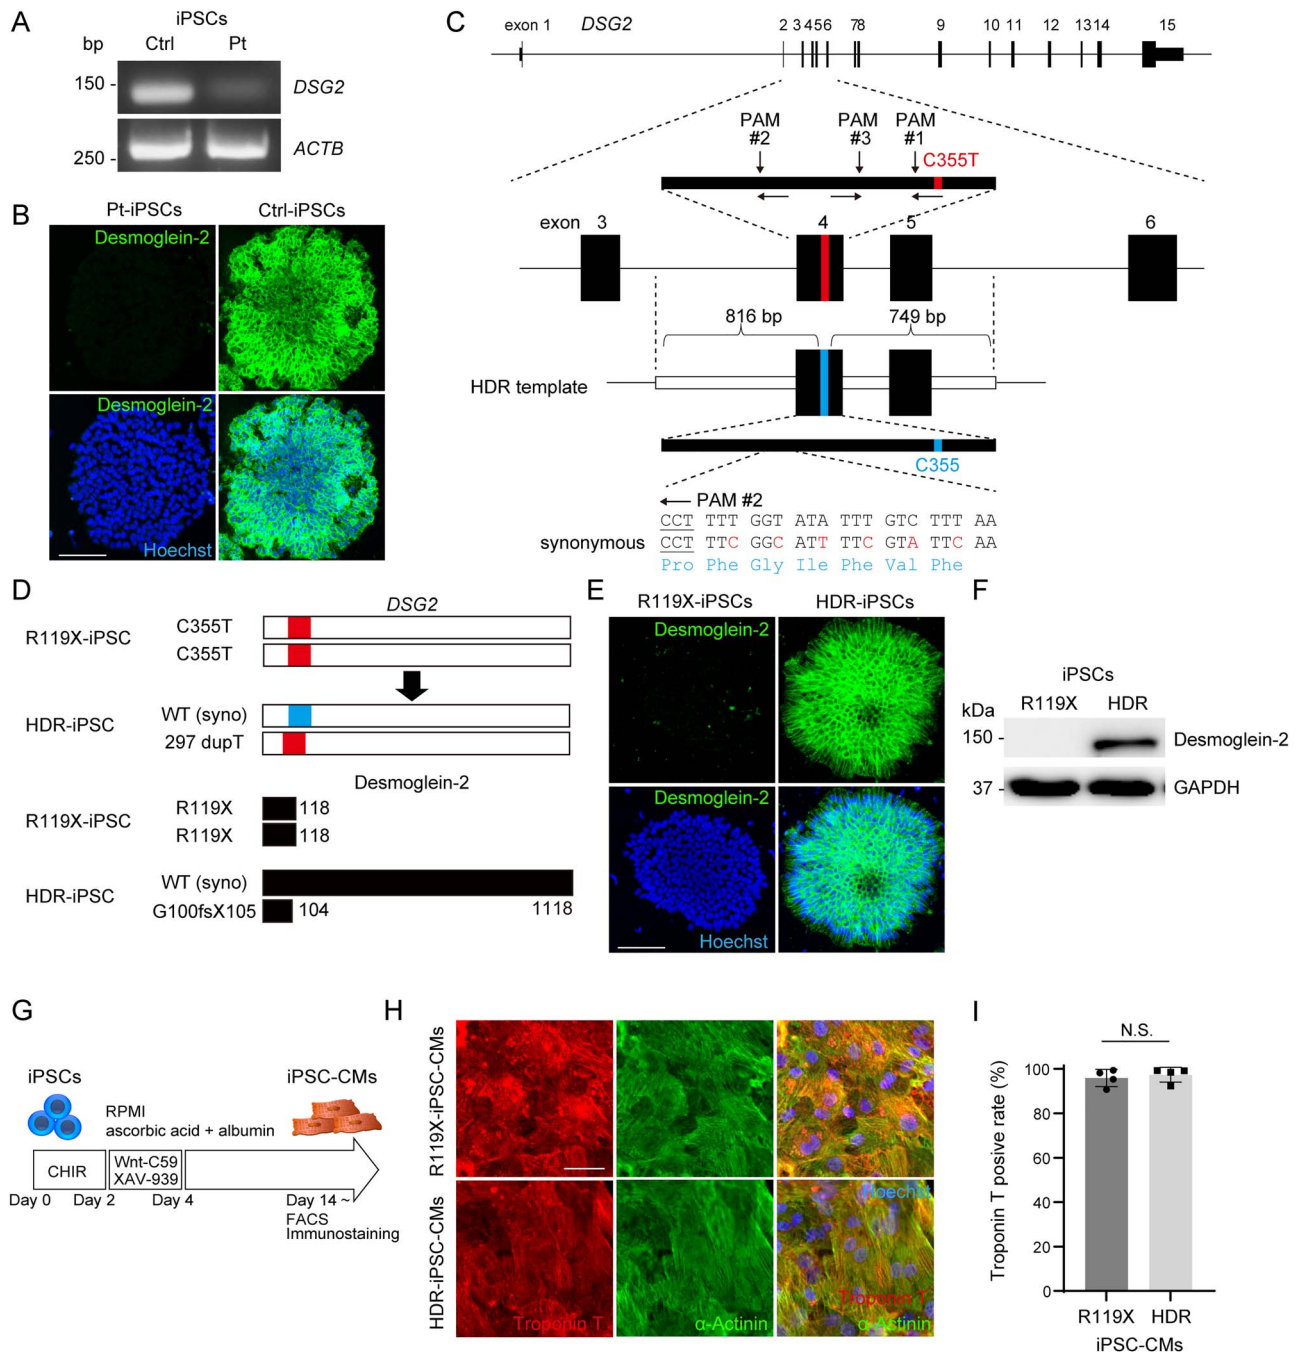 A
iPSCs
bp Ctrl Pt
150 - DSG2
250 - ACTB
B
Pt-iPSCs Ctrl-iPSCs
Desmoglein-2
Desmoglein-2
Hoechst
C
exon 1 DSG2 2 3 4 5 6 7 8 9 10 11 12 13 14 15
PAM #2
PAM #3
PAM #1
C355T
exon 3 4 5 6
816 bp 749 bp
HDR template
C355
PAM #2
CCT TTT GGT ATA TTT GTC TTT AA
synonymous CCT TTC GGC ATT TTC GTA TTC AA
Pro Phe Gly Ile Phe Val Phe
D
DSG2
R119X-iPSC C355T
C355T
HDR-iPSC WT (syno)
297 dupT
Desmoglein-2
R119X-iPSC R119X 118
R119X 118
HDR-iPSC WT (syno)
G100fsX105 104 1118
E
R119X-iPSCs HDR-iPSCs
Desmoglein-2
Desmoglein-2
Hoechst
F
iPSCs
kDa R119X HDR
150 - Desmoglein-2
37 - GAPDH
G
iPSCs iPSC-CMs
RPMI
ascorbic acid + albumin
CHIR
Wnt-C59
XAV-939
Day 0 Day 2 Day 4 Day 14 ~
FACS
Immunostaining
H
R119X-iPSC-CMs
HDR-iPSC-CMs
Hoechst
Troponin T α-Actinin Troponin T
α-Astinin
I
N.S.
Troponin T posive rate (%)
100
80
60
40
20
0
R119X HDR
iPSC-CMs